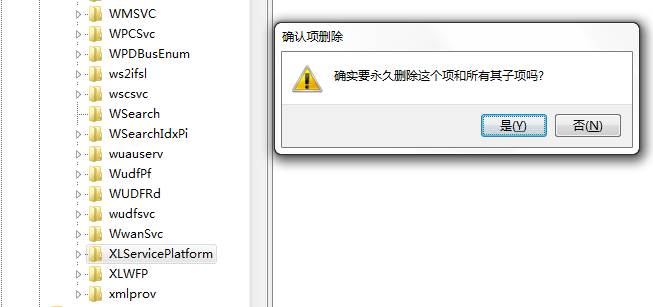 WMSVC
WPCSvc
WPDBusEnum
ws2ifsl
wscsvc
WSearch
WSearchIdxPi
wuauserv
WudfPf
WUDFRd
wudfsvc
WwanSvc
XLServicePlatform
XLWFP
xmlprov
确认项删除
确实要永久删除这个项和所有其子项吗?
是(Y)
否(N)